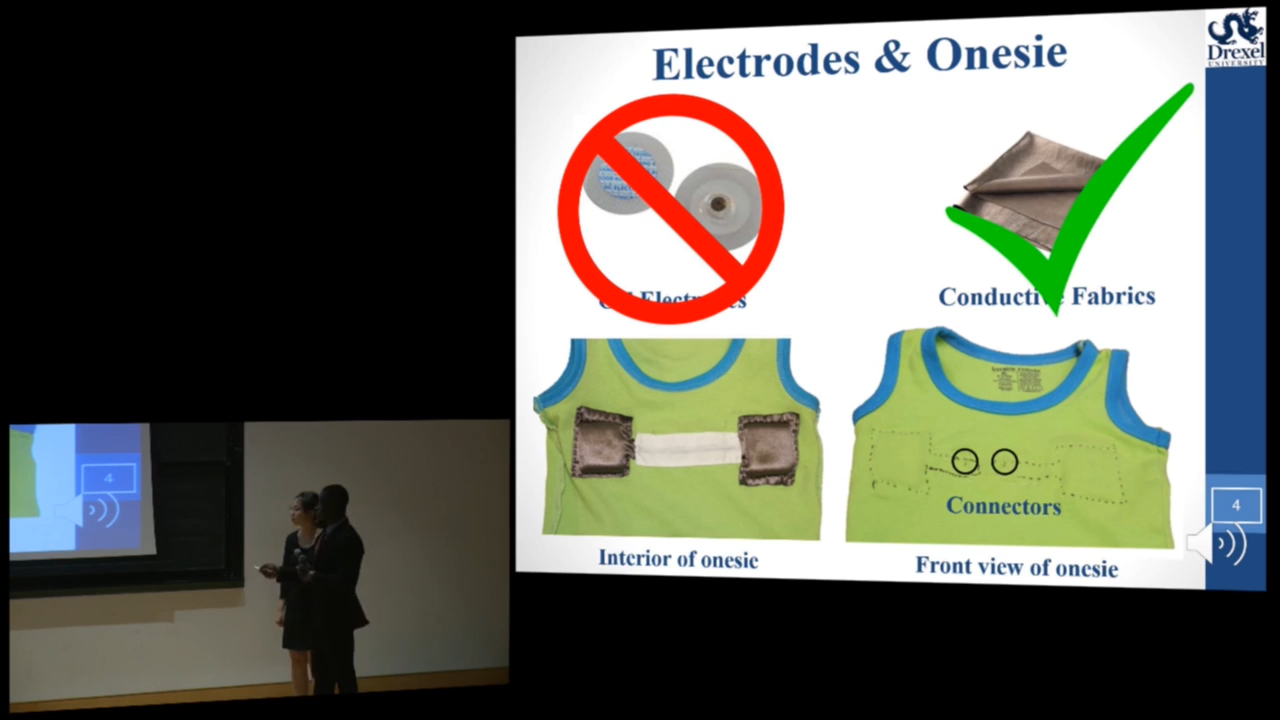 Electrodes & Onesie
Drexel
UNIVERSITY
Conductive Fabrics
Connectors
Interior of onesie
Front view of onesie
4
4